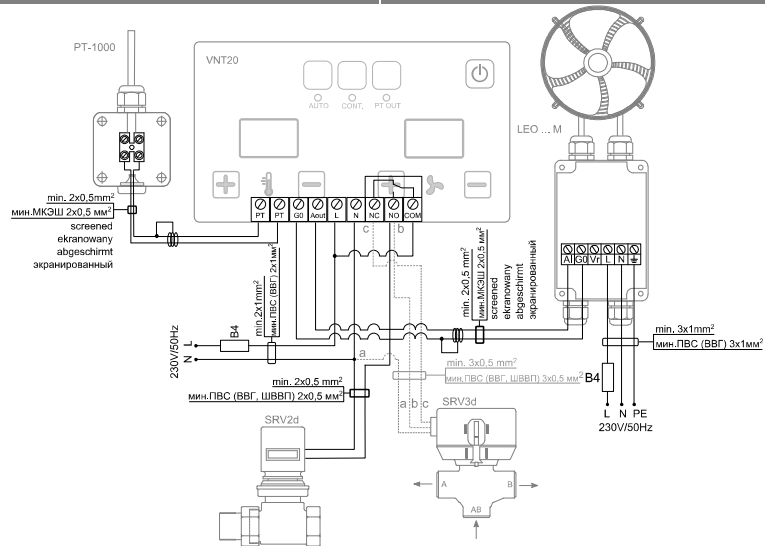 PT-1000
VNT20
AUTO
CONT.
PT OUT
LEO ... M
PT
PT
G0
Aout
L
N
NC
NO
COM
c
b
min. 2x0,5mm²
мин.МКЭШ 2x0,5 мм²
screened
ekranowany
abgeschirmt
экранированный
min.2x1mm²
мин.ПВС (ВВГ) 2x1мм²
min. 2x0,5 mm²
мин.МКЭШ 2x0,5 мм²
screened
ekranowany
abgeschirmt
экранированный
AI
G0
Vr
L
N
min. 3x1mm²
мин.ПВС (ВВГ) 3x1мм²
230V/50Hz
L
N
B4
a
min. 2x0,5 mm²
мин.ПВС (ВВГ, ШВВП) 2x0,5 мм²
min. 3x0,5 mm²
мин.ПВС (ВВГ, ШВВП) 3x0,5 мм²
B4
a
b
c
L
N
PE
230V/50Hz
SRV2d
SRV3d
A
B
AB